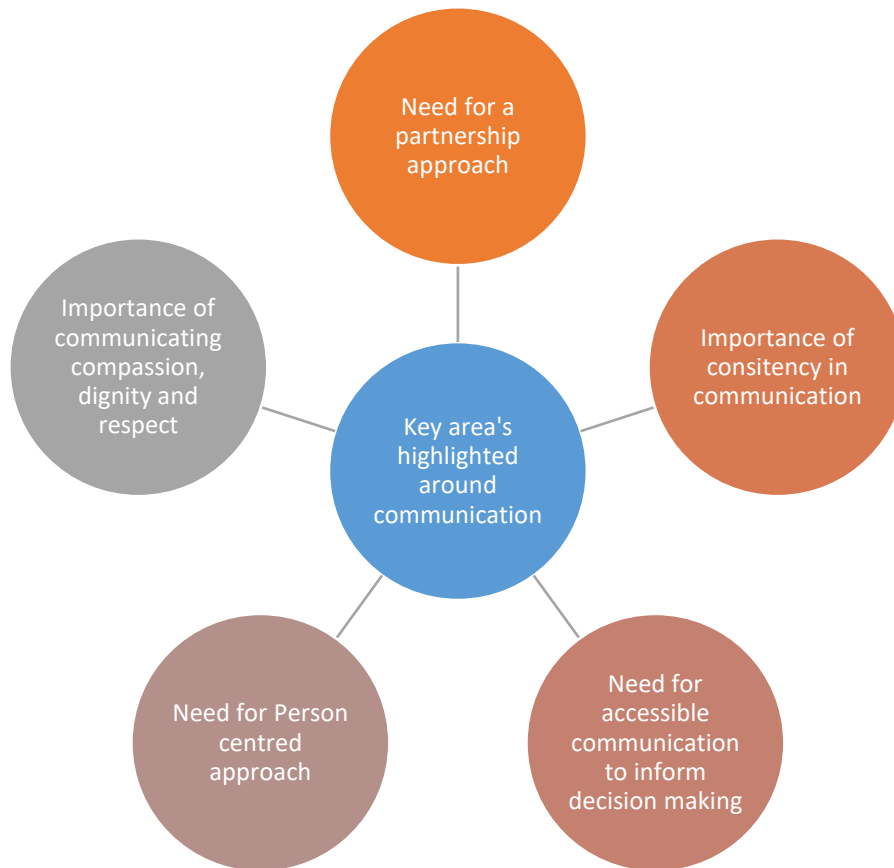 Need for a
partnership
approach
Importance of
communicating
compassion,
dignity and
respect
Importance of
consitency in
communication
Key area's
highlighted
around
communication
Need for Person
centred
approach
Need for
accessible
communication
to inform
decision making